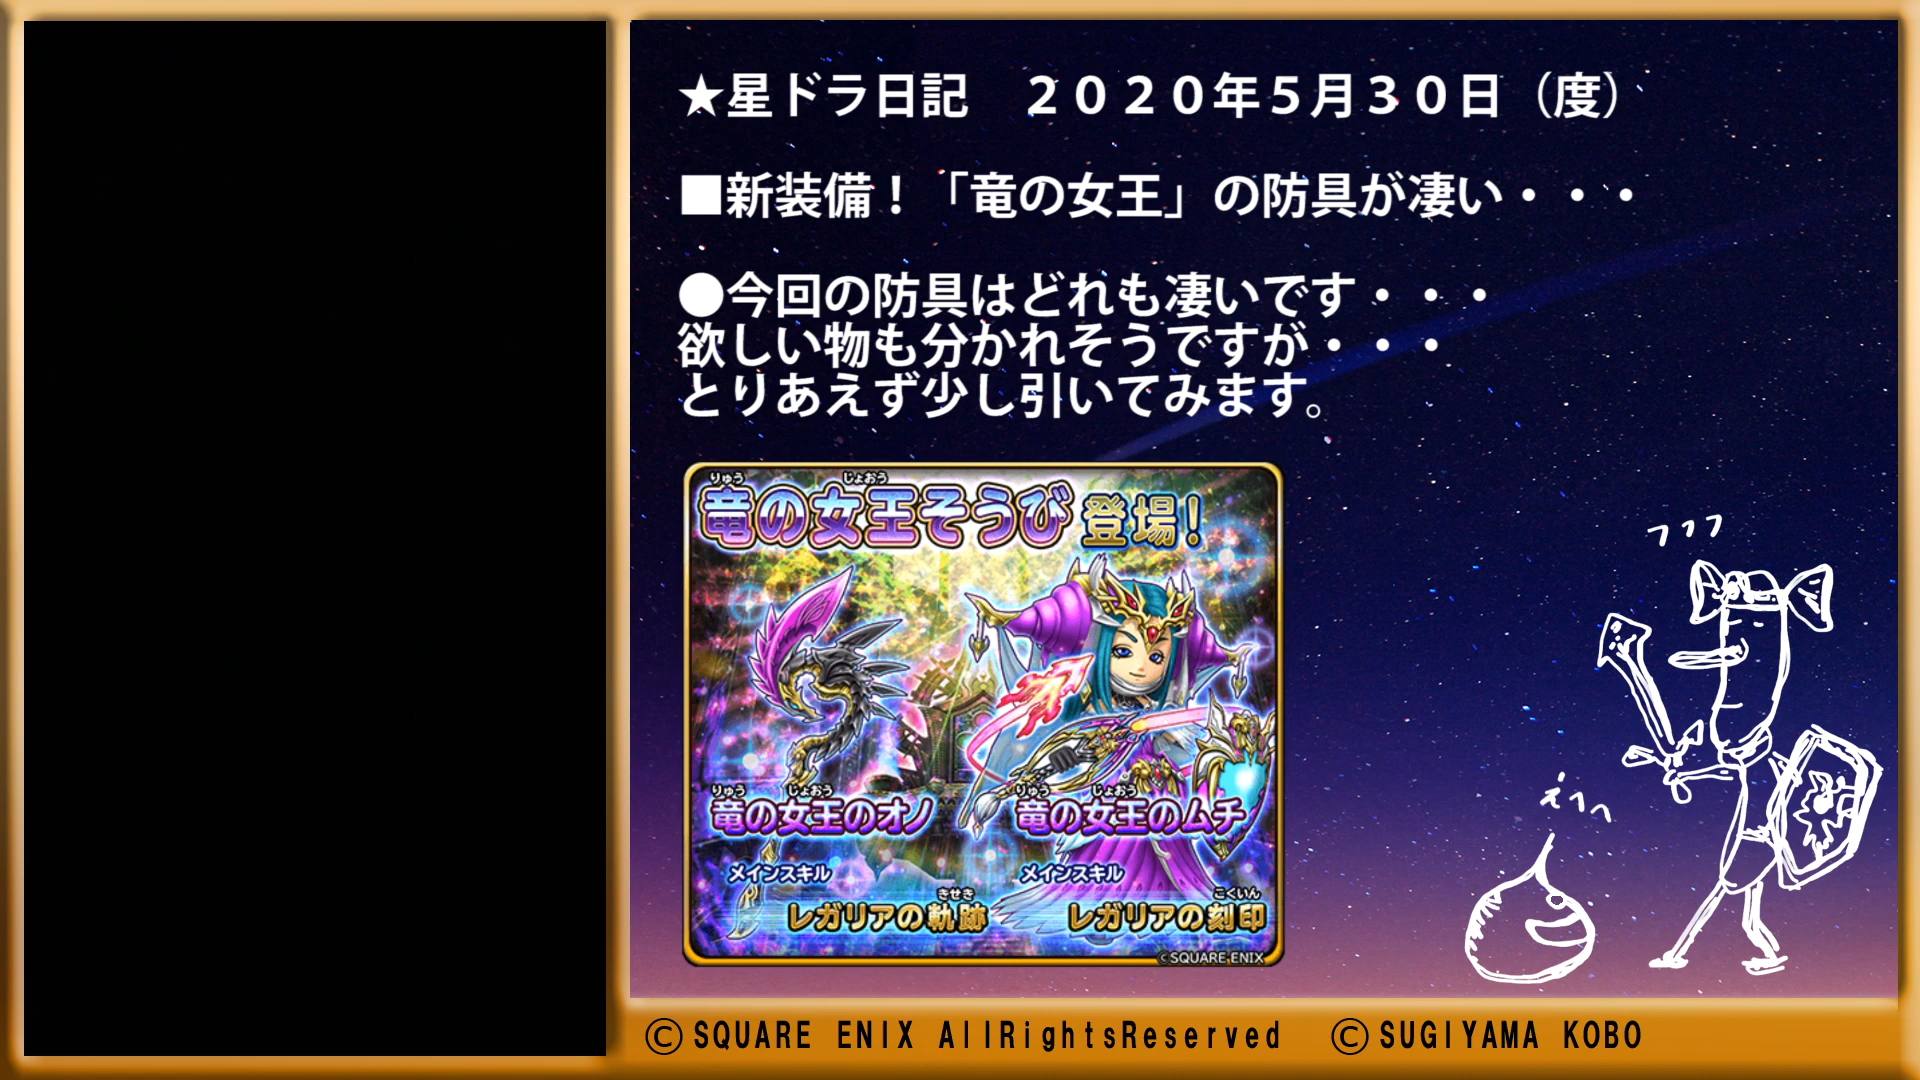 ★星ドラ日記　２０２０年５月３０日（度）
■新装備！「竜の女王」の防具が凄い・・・
●今回の防具はどれも凄いです・・・
欲しい物も分かれそうですが・・・
とりあえず少し引いてみます。
りゅう じょおう
竜の女王そうび 登場！
りゅう じょおう
竜の女王のオノ
りゅう じょおう
竜の女王のムチ
メインスキル
きせき
レガリアの軌跡
メインスキル
こくいん
レガリアの刻印
©SQUARE ENIX
フフフ
©SQUARE ENIX AllRightsReserved ©SUGIYAMA KOBO